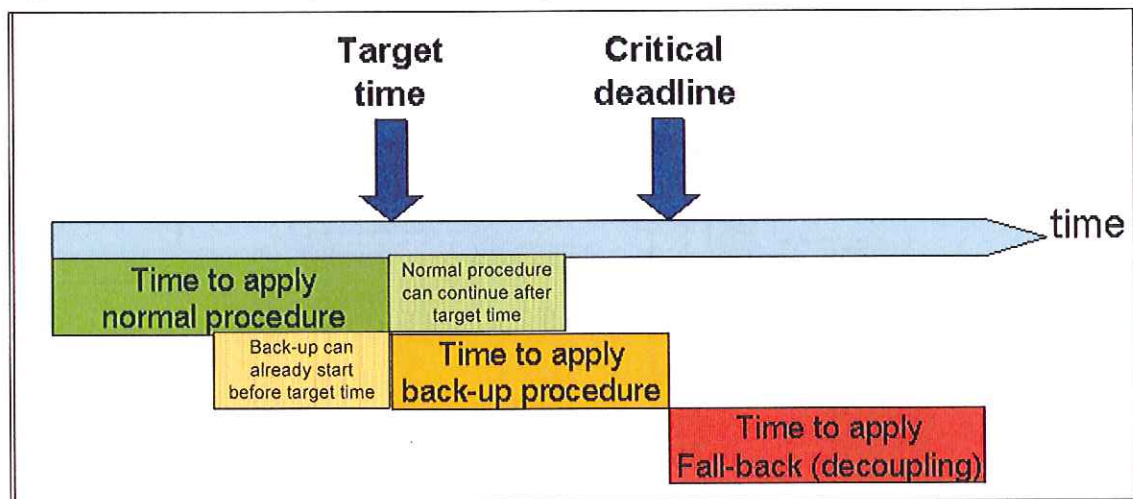 Target
time
Critical
deadline
time
Time to apply
normal procedure
Normal procedure
can continue after
target time
Back-up can
already start
before target time
Time to apply
back-up procedure
Time to apply
Fall-back (decoupling)